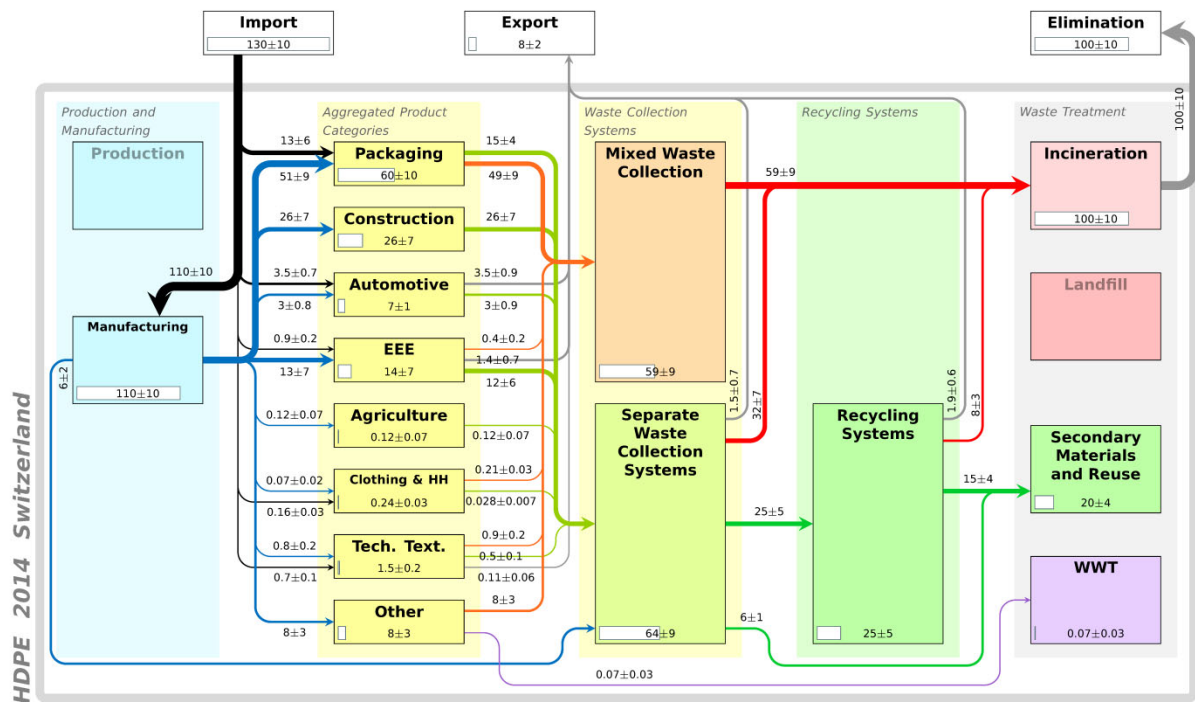 Import
130±10
Export
8±2
Elimination
100±10
100±10
Production and
Manufacturing
Aggregated Product
Categories
Waste Collection
Systems
Recycling Systems
Waste Treatment
Production
13±6
51±9
Packaging
60±10
15±4
49±9
Mixed Waste
Collection
59±9
59±9
Incineration
100±10
26±7
Construction
26±7
26±7
110±10
3.5±0.7
3±0.8
Automotive
7±1
3.5±0.9
3±0.9
Landfill
Manufacturing
110±10
6±2
0.9±0.2
13±7
EEE
14±7
0.4±0.2
1.4±0.7
12±6
1.5±0.7
32±7
1.9±0.6
8±3
0.12±0.07
Agriculture
0.12±0.07
0.12±0.07
Separate
Waste
Collection
Systems
64±9
Recycling
Systems
25±5
25±5
15±4
Secondary
Materials
and Reuse
20±4
0.07±0.02
0.16±0.03
Clothing & HH
0.24±0.03
0.21±0.03
0.028±0.007
0.8±0.2
0.7±0.1
Tech. Text.
1.5±0.2
0.9±0.2
0.5±0.1
0.11±0.06
WWT
0.07±0.03
8±3
Other
8±3
8±3
6±1
0.07±0.03
HDPE 2014 Switzerland